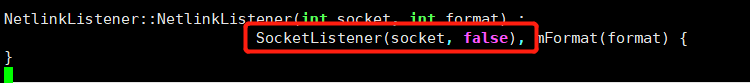 NetlinkListener::NetlinkListener(int socket, int format) :
SocketListener(socket, false), mFormat(format) {
}